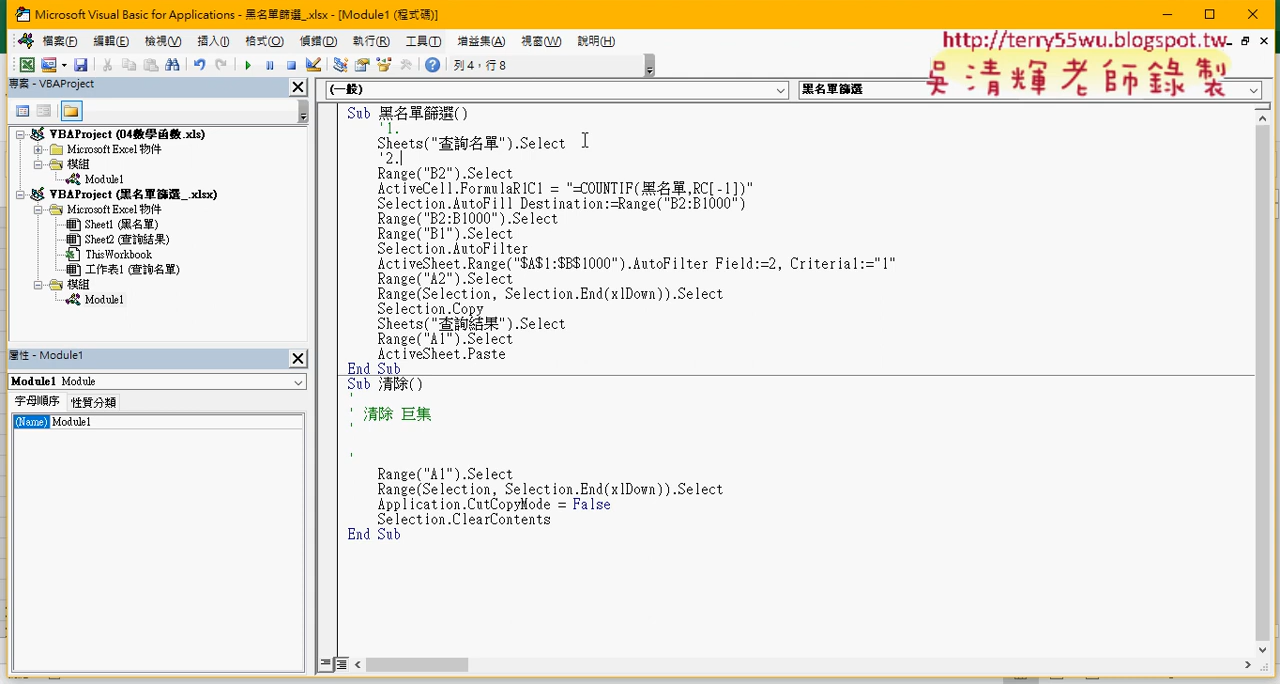 Microsoft Visual Basic for Applications - 黑名單篩選_.xlsx - [Module1 (程式碼)]
檔案(F) 編輯(E) 檢視(V) 插入(I) 格式(O) 偵錯(D) 執行(R) 工具(T) 增益集(A) 視窗(W) 說明(H)
http://terry55wu.blogspot.tw
吳清輝老師錄製
列 4，行 8
專案 - VBAProject
(一般)
黑名單篩選
VBAProject (04數學函數.xls)
Microsoft Excel 物件
模組
Module1
VBAProject (黑名單篩選_.xlsx)
Microsoft Excel 物件
Sheet1 (黑名單)
Sheet2 (查詢結果)
ThisWorkbook
工作表1 (查詢名單)
模組
Module1
屬性 - Module1
Module1 Module
字母順序 性質分類
(Name) Module1
Sub 黑名單篩選()
'1.
Sheets("查詢名單").Select
'2.
Range("B2").Select
ActiveCell.FormulaR1C1 = "=COUNTIF(黑名單,RC[-1])"
Selection.AutoFill Destination:=Range("B2:B1000")
Range("B2:B1000").Select
Range("B1").Select
Selection.AutoFilter
ActiveSheet.Range("$A$1:$B$1000").AutoFilter Field:=2, Criteria1:="1"
Range("A2").Select
Range(Selection, Selection.End(xlDown)).Select
Selection.Copy
Sheets("查詢結果").Select
Range("A1").Select
ActiveSheet.Paste
End Sub
Sub 清除()
'
' 清除 巨集
'
'
Range("A1").Select
Range(Selection, Selection.End(xlDown)).Select
Application.CutCopyMode = False
Selection.ClearContents
End Sub